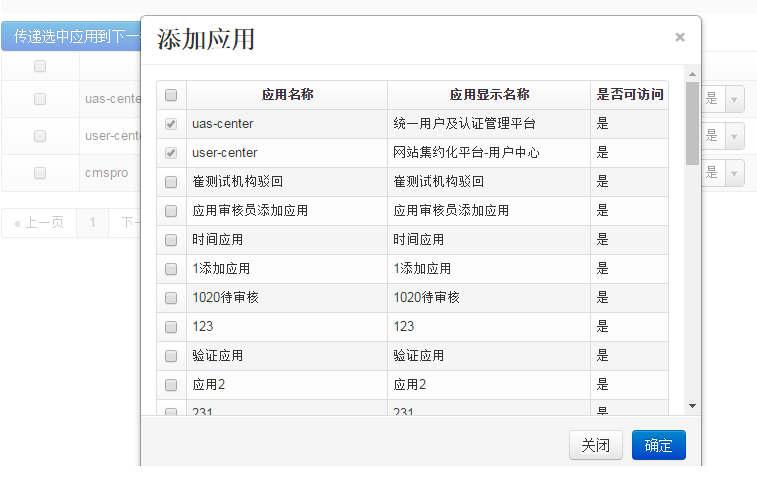 传递选中应用到下一
添加应用
×
应用名称 应用显示名称 是否可访问
uas-cente 是
uas-center 统一用户及认证管理平台 是
user-cente 是
user-center 网站集约化平台-用户中心 是
cmspro 是
崔测试机构驳回 崔测试机构驳回 是
应用审核员添加应用 应用审核员添加应用 是
« 上一页 1 下一
时间应用 时间应用 是
1添加应用 1添加应用 是
1020待审核 1020待审核 是
123 123 是
验证应用 验证应用 是
应用2 应用2 是
231 231 是
关闭 确定